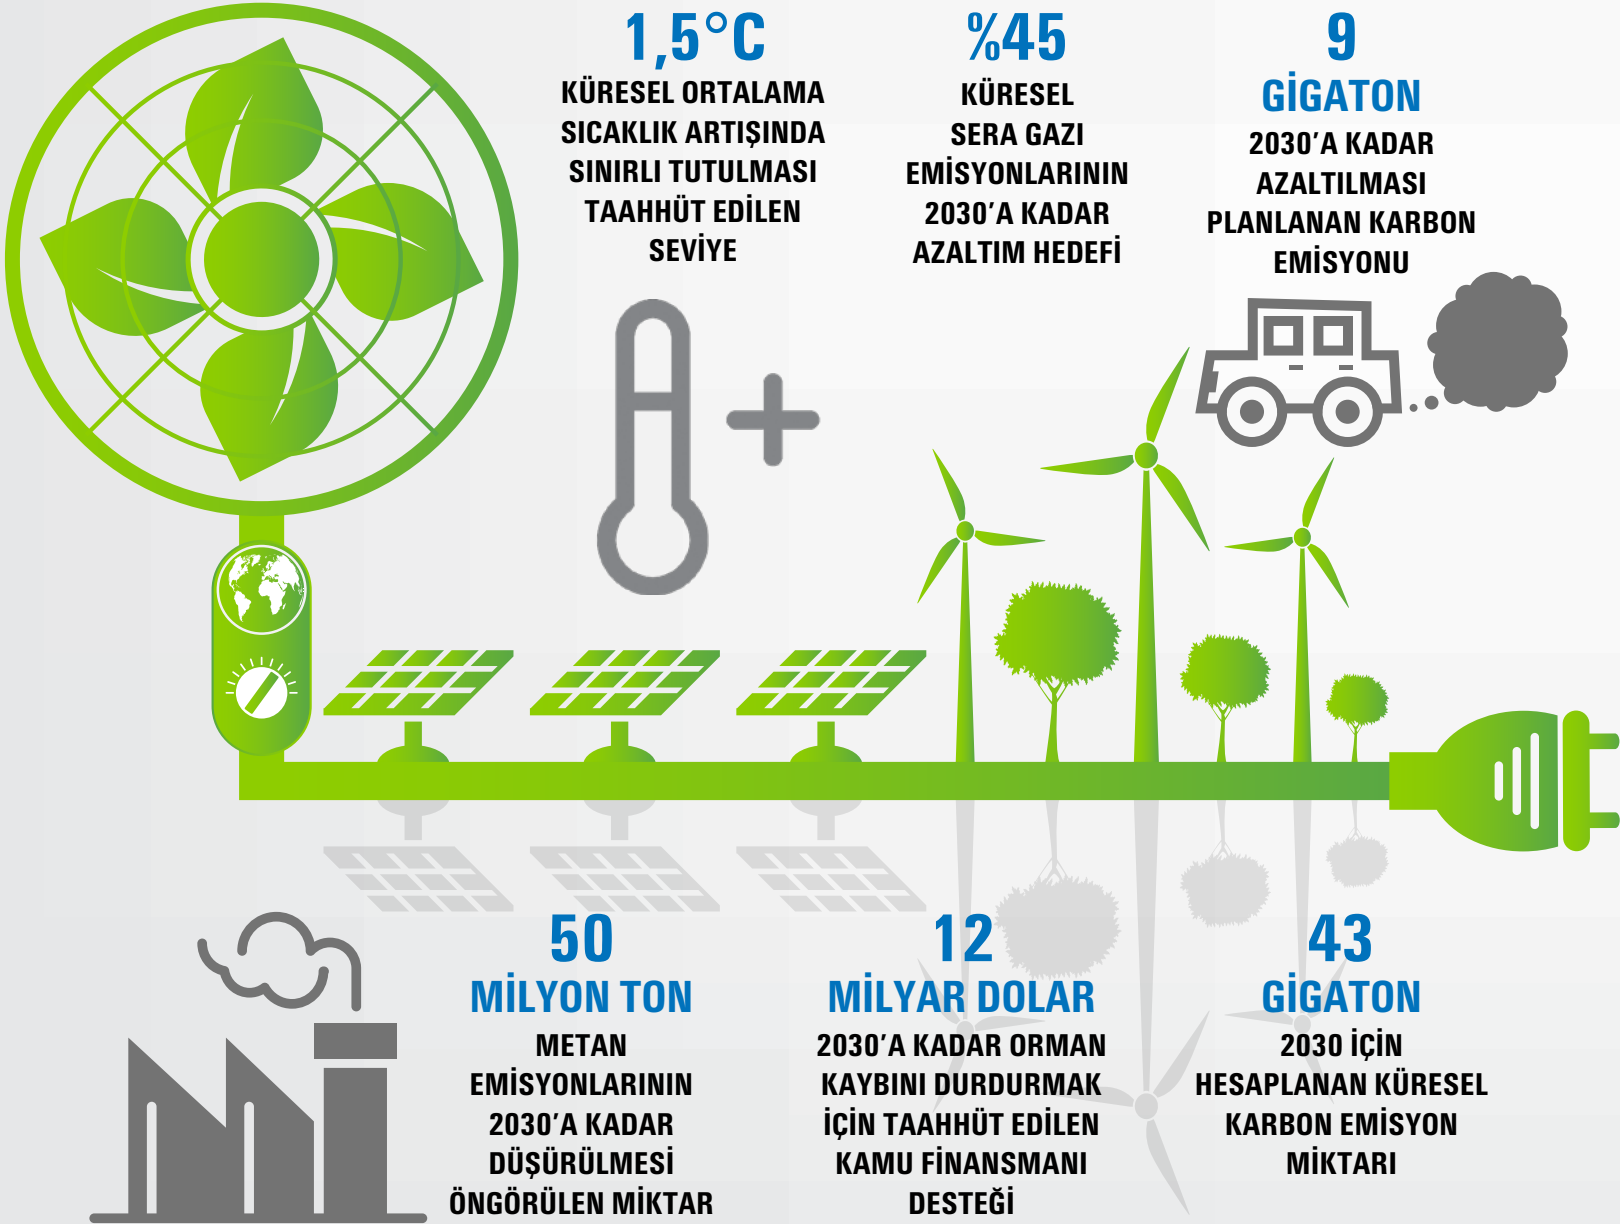 1,5°C
KÜRESEL ORTALAMA
SICAKLIK ARTIŞINDA
SINIRLI TUTULMASI
TAAHHÜT EDİLEN
SEVİYE
%45
KÜRESEL
SERA GAZI
EMİSYONLARININ
2030’A KADAR
AZALTIM HEDEFİ
9
GİGATON
2030’A KADAR
AZALTILMASI
PLANLANAN KARBON
EMİSYONU
50
MİLYON TON
METAN
EMİSYONLARININ
2030’A KADAR
DÜŞÜRÜLMESİ
ÖNGÖRÜLEN MİKTAR
12
MİLYAR DOLAR
2030’A KADAR ORMAN
KAYBINI DURDURMAK
İÇİN TAAHHÜT EDİLEN
KAMU FİNANSMANI
DESTEĞİ
43
GİGATON
2030 İÇİN
HESAPLANAN KÜRESEL
KARBON EMİSYON
MİKTARI